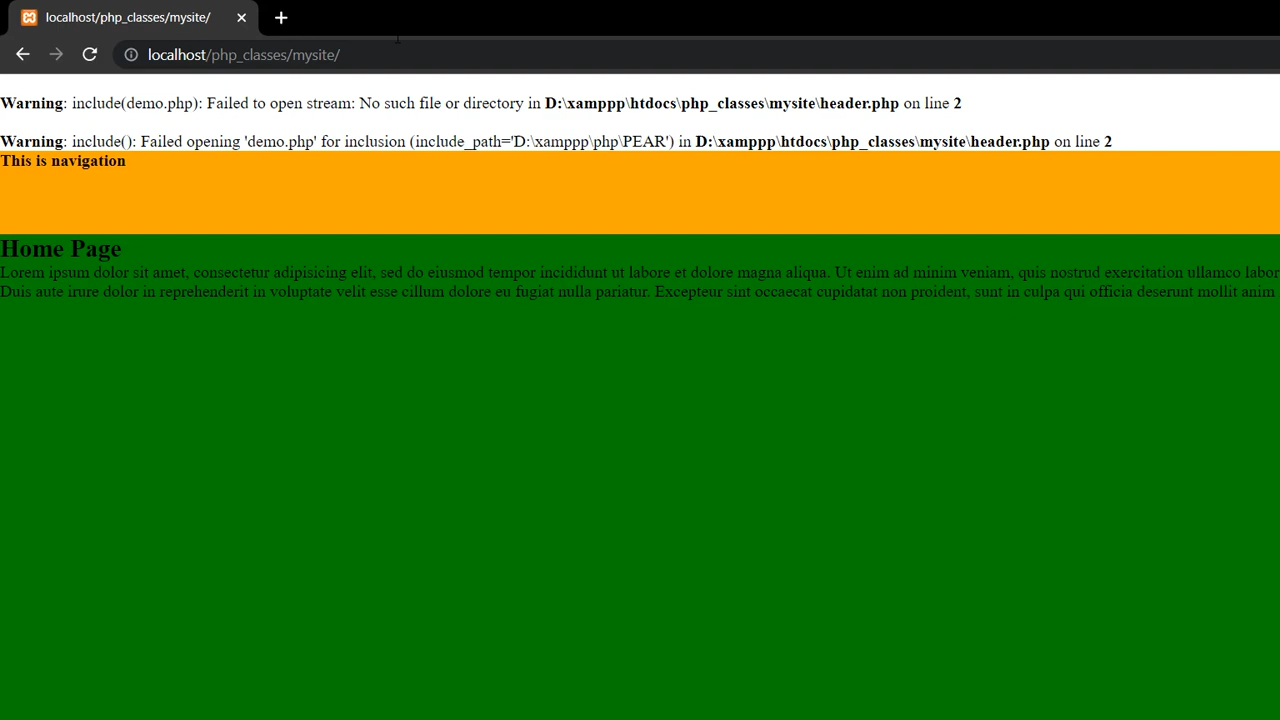 localhost/php_classes/mysite/
localhost/php_classes/mysite/
Warning: include(demo.php): Failed to open stream: No such file or directory in D:\xamppp\htdocs\php_classes\mysite\header.php on line 2
Warning: include(): Failed opening 'demo.php' for inclusion (include_path='D:\xamppp\php\PEAR') in D:\xamppp\htdocs\php_classes\mysite\header.php on line 2
This is navigation
Home Page
Lorem ipsum dolor sit amet, consectetur adipisicing elit, sed do eiusmod tempor incididunt ut labore et dolore magna aliqua. Ut enim ad minim veniam, quis nostrud exercitation ullamco labor
Duis aute irure dolor in reprehenderit in voluptate velit esse cillum dolore eu fugiat nulla pariatur. Excepteur sint occaecat cupidatat non proident, sunt in culpa qui officia deserunt mollit anim